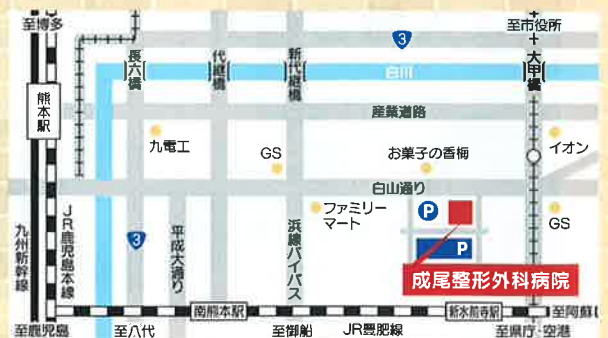 至博多
至市役所
3
長六橋
代継橋
新代継橋
大甲橋
白川
熊本駅
産業道路
九電工
GS
お菓子の香梅
イオン
白山通り
ファミリー
マート
P
GS
九州新幹線
JR鹿児島本線
3
平成大通り
浜線バイパス
P
成尾整形外科病院
南熊本駅
新水前寺駅
至阿蘇
至鹿児島
至八代
至御船
JR豊肥線
至県庁・空港